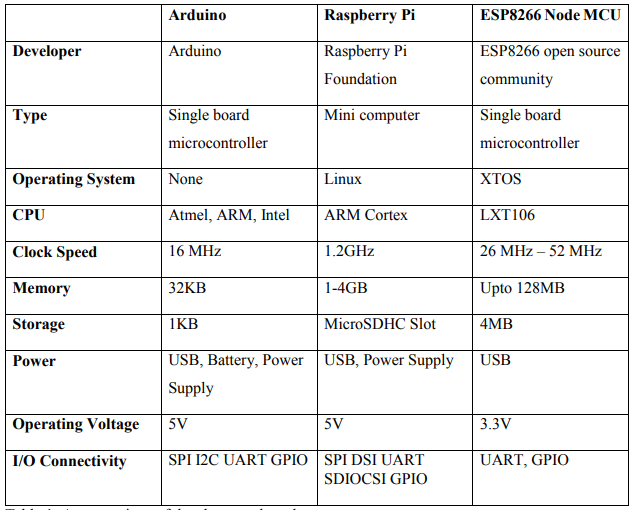 Arduino Raspberry Pi ESP8266 Node MCU
Developer Arduino Raspberry Pi Foundation ESP8266 open source community
Type Single board microcontroller Mini computer Single board microcontroller
Operating System None Linux XTOS
CPU Atmel, ARM, Intel ARM Cortex LXT106
Clock Speed 16 MHz 1.2GHz 26 MHz – 52 MHz
Memory 32KB 1-4GB Upto 128MB
Storage 1KB MicroSDHC Slot 4MB
Power USB, Battery, Power Supply USB, Power Supply USB
Operating Voltage 5V 5V 3.3V
I/O Connectivity SPI I2C UART GPIO SPI DSI UART SDIOCSI GPIO UART, GPIO